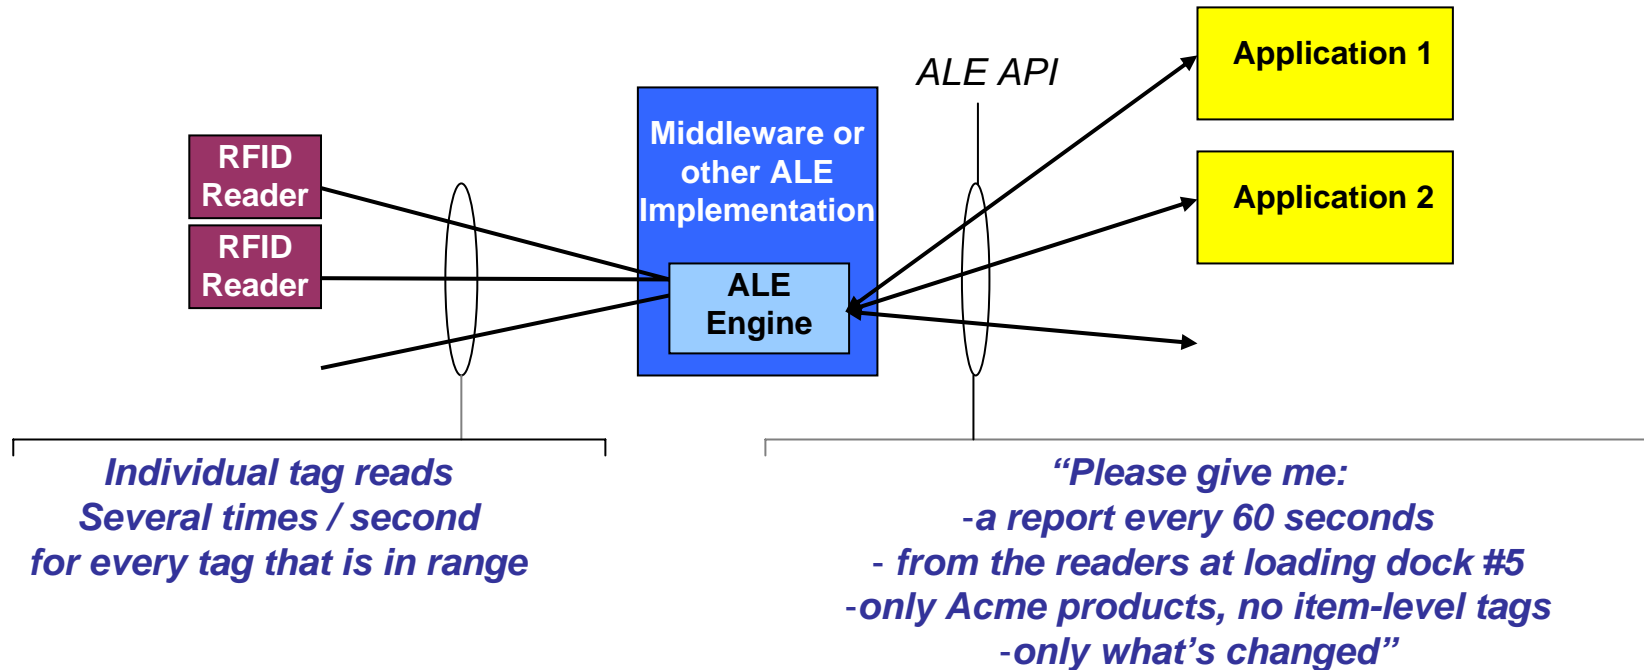 RFID
Reader
RFID
Reader
Middleware or
other ALE
Implementation
ALE
Engine
ALE API
Application 1
Application 2
Individual tag reads
Several times / second
for every tag that is in range
“Please give me:
-a report every 60 seconds
- from the readers at loading dock #5
-only Acme products, no item-level tags
-only what’s changed”